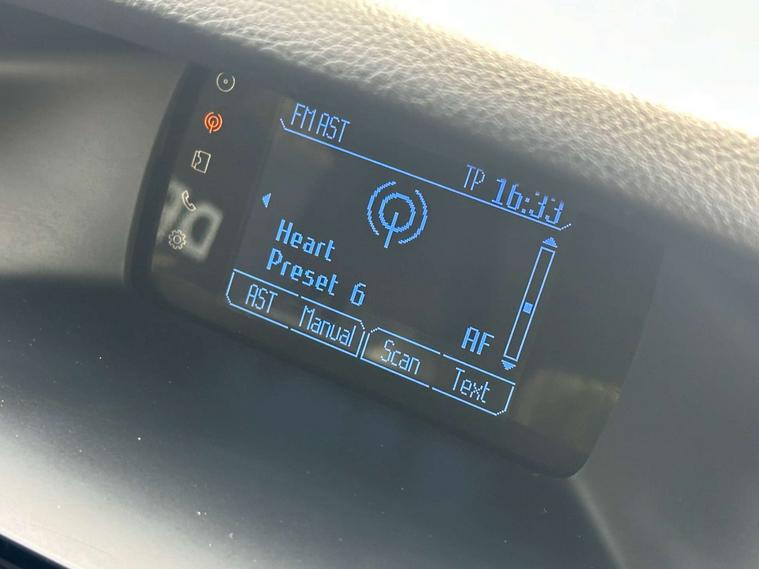 FM AST
TP 16:33
Heart
Preset 6
AF
AST Manual Scan Text